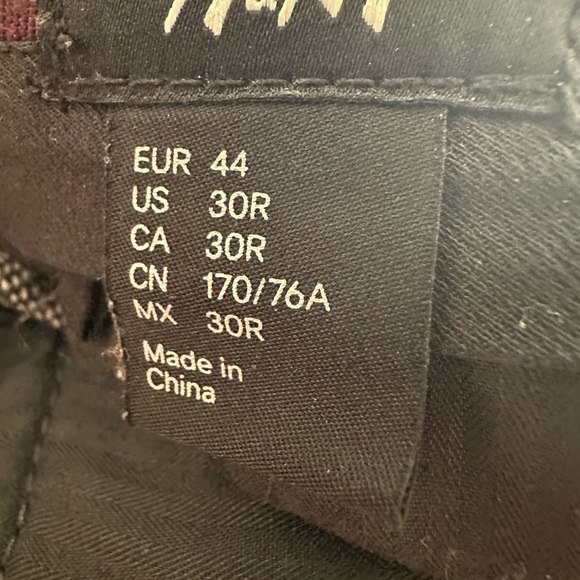 H&M
EUR 44
US 30R
CA 30R
CN 170/76A
MX 30R
Made in
China